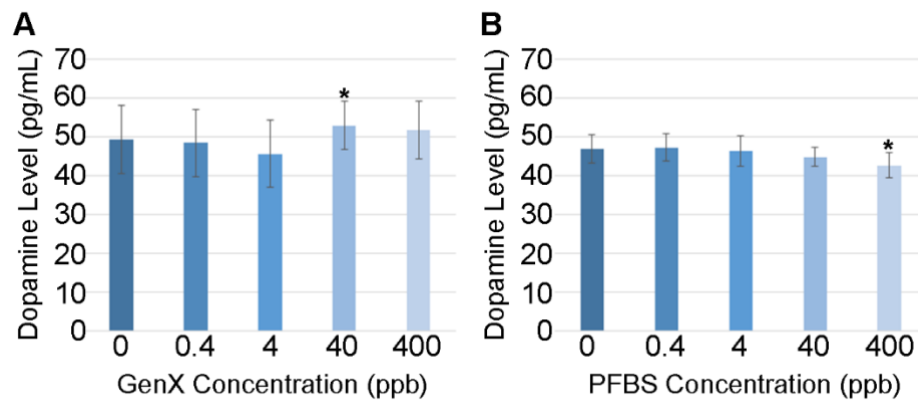 A
Dopamine Level (pg/mL)
70
60
50
40
30
20
10
0
*
0 0.4 4 40 400
GenX Concentration (ppb)
B
Dopamine Level (pg/mL)
70
60
50
40
30
20
10
0
*
0 0.4 4 40 400
PFBS Concentration (ppb)